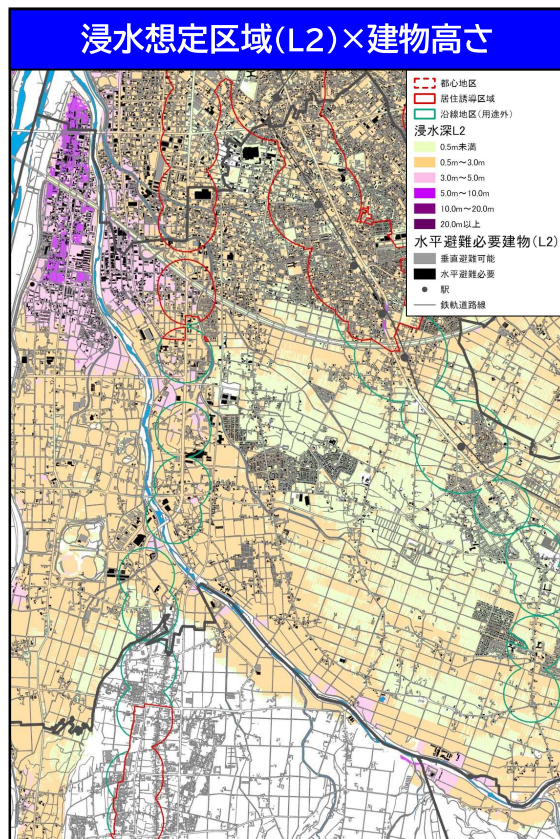 浸水想定区域(L2)×建物高さ
都心地区
居住誘導区域
沿線地区(用途外)
浸水深L2
0.5m未満
0.5m～3.0m
3.0m～5.0m
5.0m～10.0m
10.0m～20.0m
20.0m以上
水平避難必要建物(L2)
垂直避難可能
水平避難必要
駅
鉄軌道路線